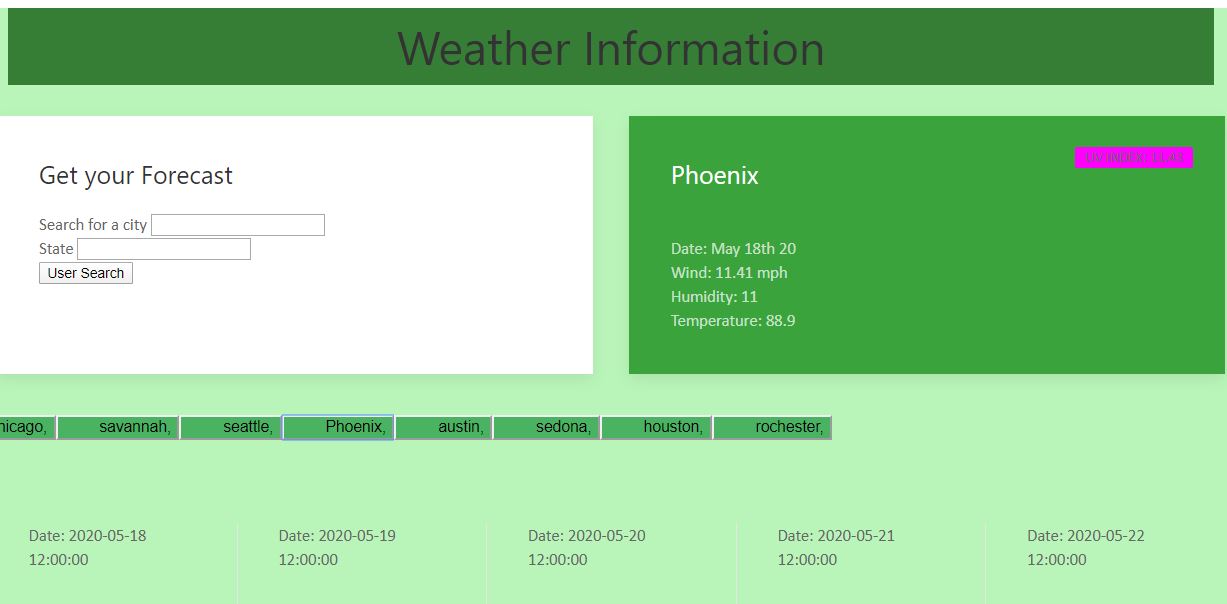 Weather Information
Get your Forecast
Search for a city
State
User Search
Phoenix
UV INDEX: 11.43
Date: May 18th 20
Wind: 11.41 mph
Humidity: 11
Temperature: 88.9
hicago, savannah, seattle, Phoenix, austin, sedona, houston, rochester,
Date: 2020-05-18
12:00:00
Date: 2020-05-19
12:00:00
Date: 2020-05-20
12:00:00
Date: 2020-05-21
12:00:00
Date: 2020-05-22
12:00:00